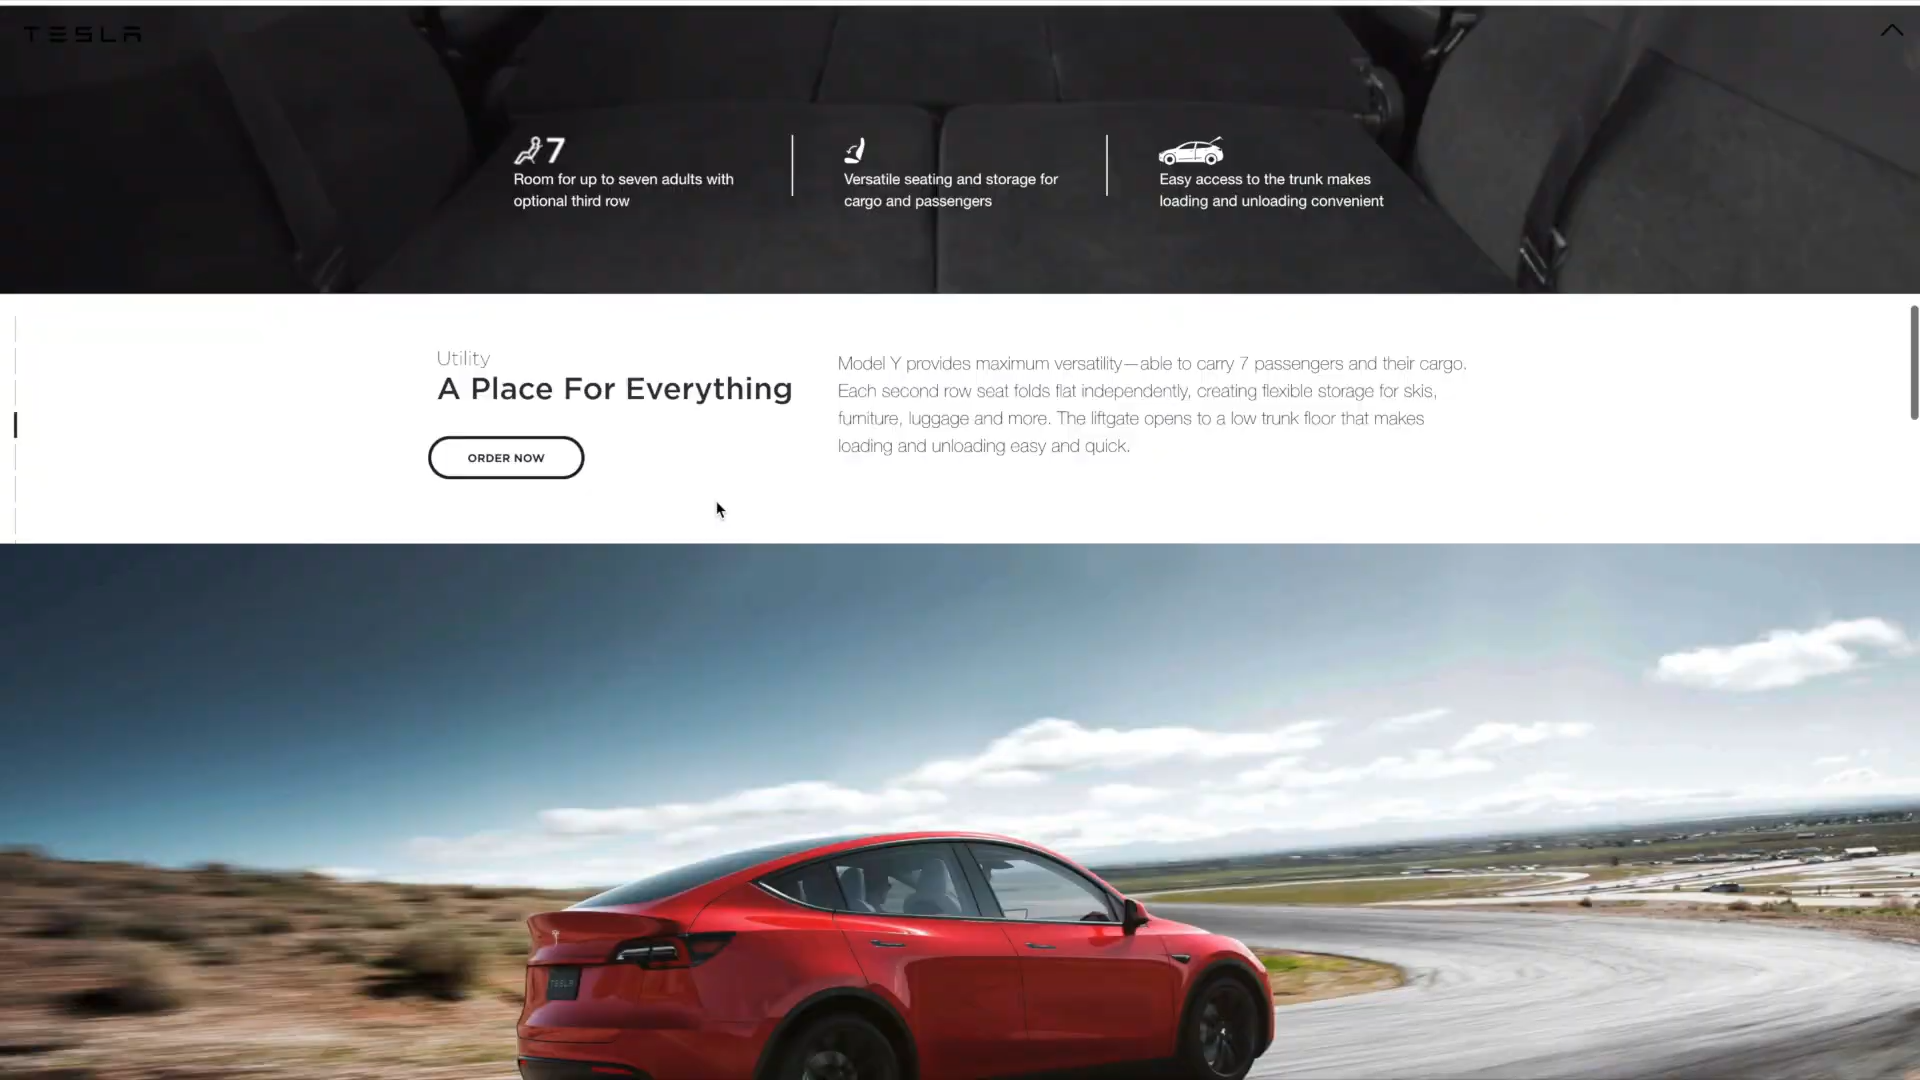 TESLA
7
Room for up to seven adults with
optional third row
Versatile seating and storage for
cargo and passengers
Easy access to the trunk makes
loading and unloading convenient
Utility
A Place For Everything
ORDER NOW
Model Y provides maximum versatility—able to carry 7 passengers and their cargo.
Each second row seat folds flat independently, creating flexible storage for skis,
furniture, luggage and more. The liftgate opens to a low trunk floor that makes
loading and unloading easy and quick.
TESLA